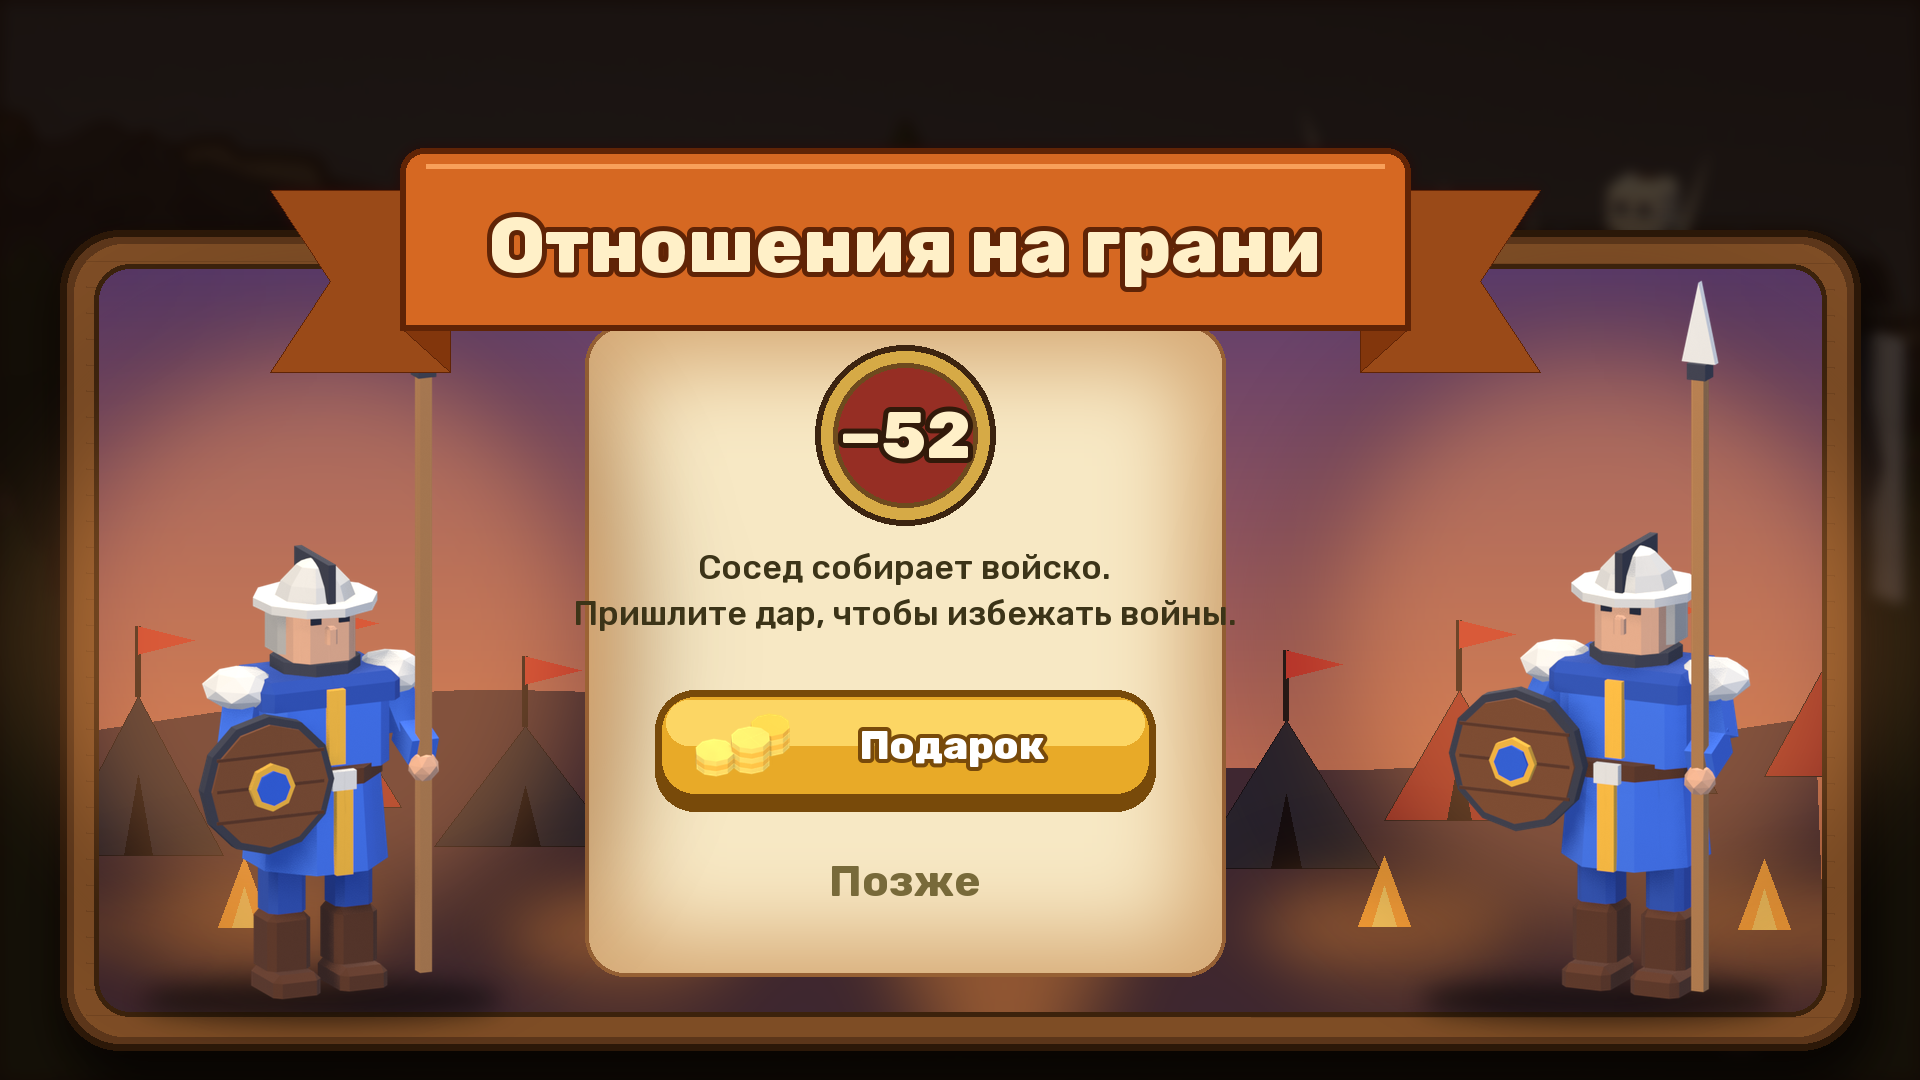 Отношения на грани
–52
Сосед собирает войско.
Пришлите дар, чтобы избежать войны.
Подарок
Позже